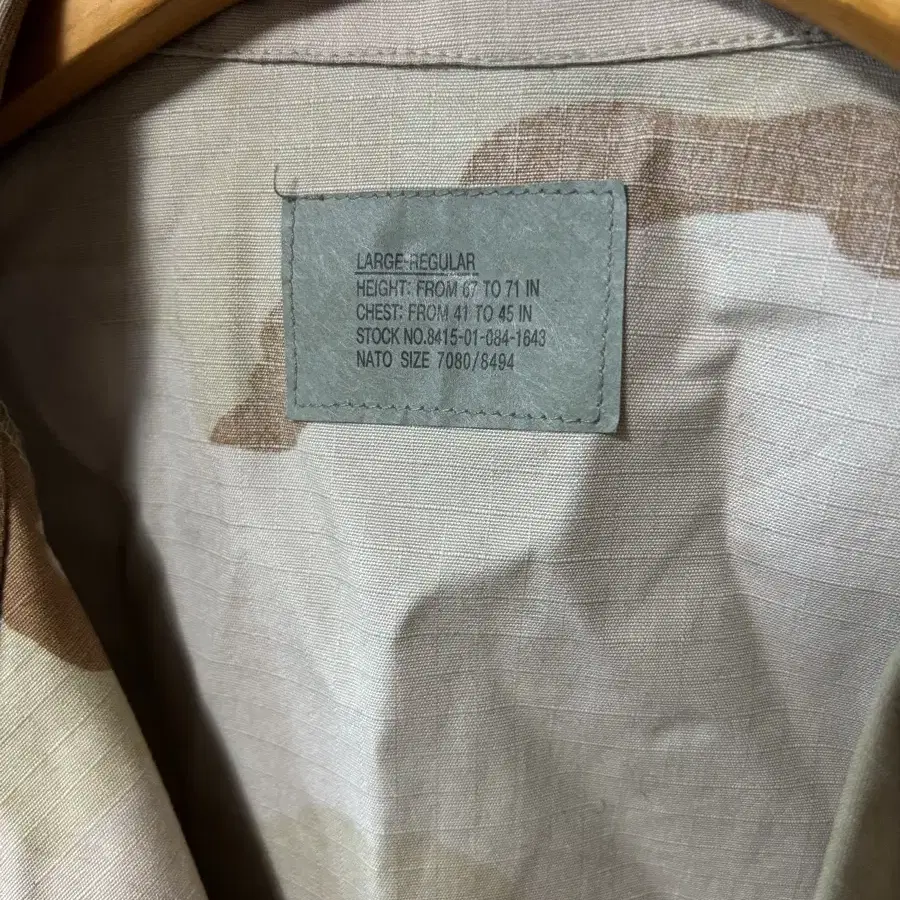 LARGE-REGULAR
HEIGHT: FROM 67 TO 71 IN
CHEST: FROM 41 TO 45 IN
STOCK NO.8415-01-084-1643
NATO SIZE 7080/8494